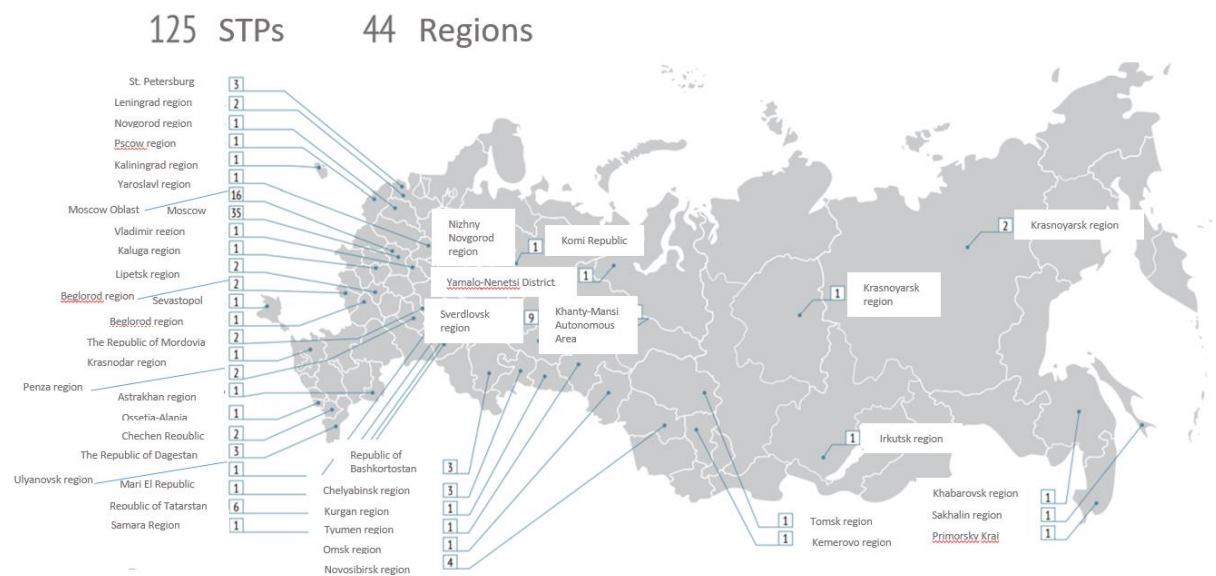 125 STPs 44 Regions
St. Petersburg 3
Leningrad region 2
Novgorod region 1
Pscow region 1
Kaliningrad region 1
Yaroslavl region 1
16
Moscow Oblast
Moscow 35
Vladimir region 1
Kaluga region 1
Lipetsk region 2
2
Beglorod region
Sevastopol 1
Beglorod region 1
The Republic of Mordovia 2
Krasnodar region 1
2
Penza region
Astrakhan region 1
Ossetia-Alania 1
Chechen Republic 2
The Republic of Dagestan 3
Ulyanovsk region
1
Mari El Republic 1
Republic of Tatarstan 6
Samara Region 1
Nizhny
Novgorod
region
1 Komi Republic
Yamalo-Nenetsi District 1
Sverdlovsk
region
9
Khanty-Mansi
Autonomous
Area
2 Krasnoyarsk region
1 Krasnoyarsk
region
1 Irkutsk region
Republic of
Bashkortostan 3
Chelyabinsk region 3
Kurgan region 1
Tyumen region 1
Omsk region 1
Novosibirsk region 4
1 Tomsk region
1 Kemerovo region
Khabarovsk region 1
Sakhalin region 1
Primorsky Krai 1